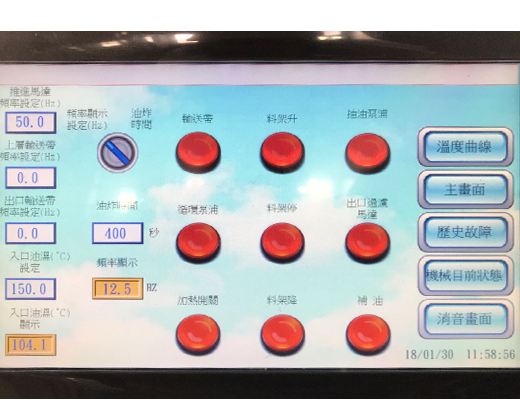 推進馬達
頻率設定(Hz)
50.0
上層輸送帶
頻率設定(Hz)
0.0
出口輸送帶
頻率設定(Hz)
0.0
入口油溫(°C)
設定
150.0
入口油溫(°C)
顯示
104.1
頻率顯示
設定(Hz)
油炸
時間
油炸時間
400 秒
頻率顯示
12.5 HZ
輸送帶
料架升
抽油泵浦
循環泵浦
料架停
出口過濾
馬達
加熱開關
料架降
補 油
溫度曲線
主畫面
歷史故障
機械目前狀態
消音畫面
18/01/30 11:58:56